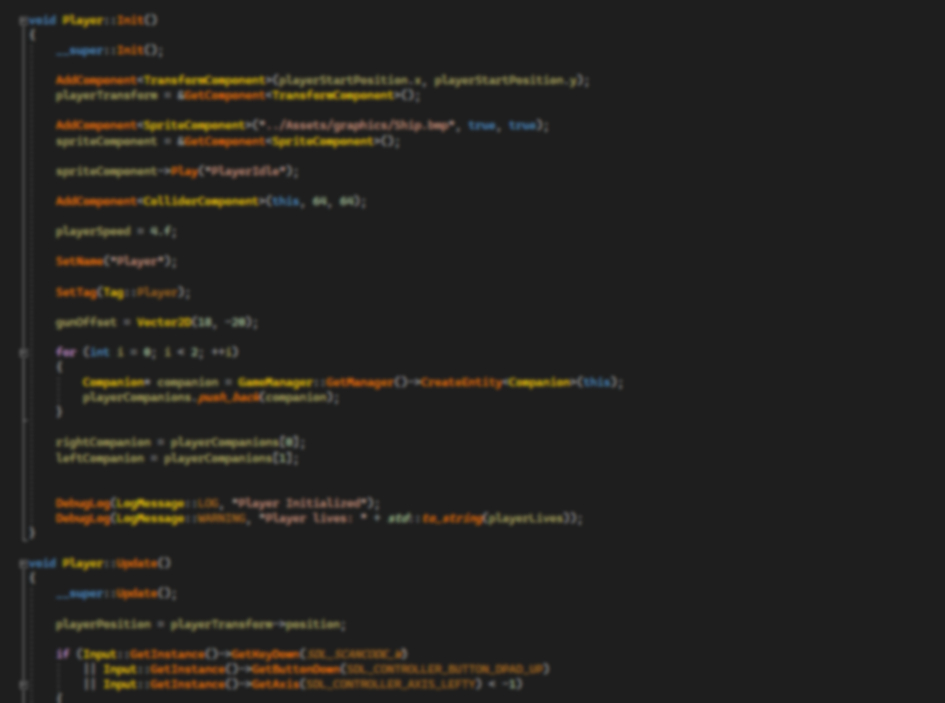 void Player::Init()
{
__super::Init();
AddComponent<TransformComponent>(playerStartPosition.x, playerStartPosition.y);
playerTransform = &GetComponent<TransformComponent>();
AddComponent<SpriteComponent>("../Assets/graphics/Ship.bmp", true, true);
spriteComponent = &GetComponent<SpriteComponent>();
spriteComponent->Play("PlayerIdle");
AddComponent<ColliderComponent>(this, 64, 64);
playerSpeed = 4.f;
SetName("Player");
SetTag(Tag::Player);
gunOffset = Vector2D(18, -20);
for (int i = 0; i < 2; ++i)
{
Companion* companion = GameManager::GetManager()->CreateEntity<Companion>(this);
playerCompanions.push_back(companion);
}
rightCompanion = playerCompanions[0];
leftCompanion = playerCompanions[1];
DebugLog(LogMessage::LOG, "Player Initialized");
DebugLog(LogMessage::WARNING, "Player lives: " + std::to_string(playerLives));
}
void Player::Update()
{
__super::Update();
playerPosition = playerTransform->position;
if (Input::GetInstance()->GetKeyDown(SDL_SCANCODE_W)
|| Input::GetInstance()->GetButtonDown(SDL_CONTROLLER_BUTTON_DPAD_UP)
|| Input::GetInstance()->GetAxis(SDL_CONTROLLER_AXIS_LEFTY) < -1)
{